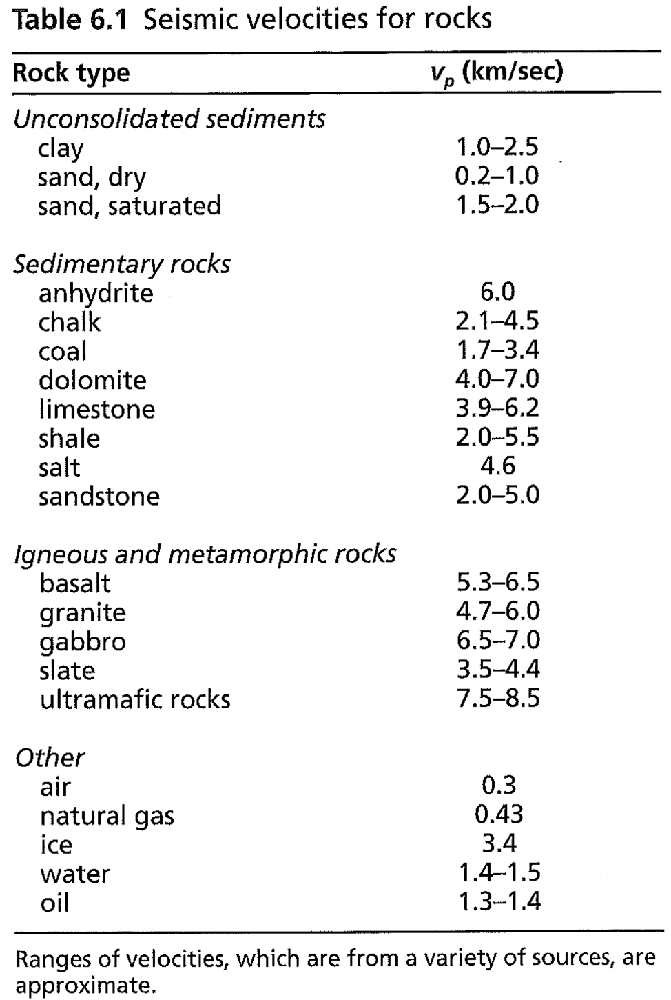 Table 6.1 Seismic velocities for rocks
Rock type vp (km/sec)
Unconsolidated sediments
clay 1.0–2.5
sand, dry 0.2–1.0
sand, saturated 1.5–2.0
Sedimentary rocks
anhydrite 6.0
chalk 2.1–4.5
coal 1.7–3.4
dolomite 4.0–7.0
limestone 3.9–6.2
shale 2.0–5.5
salt 4.6
sandstone 2.0–5.0
Igneous and metamorphic rocks
basalt 5.3–6.5
granite 4.7–6.0
gabbro 6.5–7.0
slate 3.5–4.4
ultramafic rocks 7.5–8.5
Other
air 0.3
natural gas 0.43
ice 3.4
water 1.4–1.5
oil 1.3–1.4
Ranges of velocities, which are from a variety of sources, are
approximate.